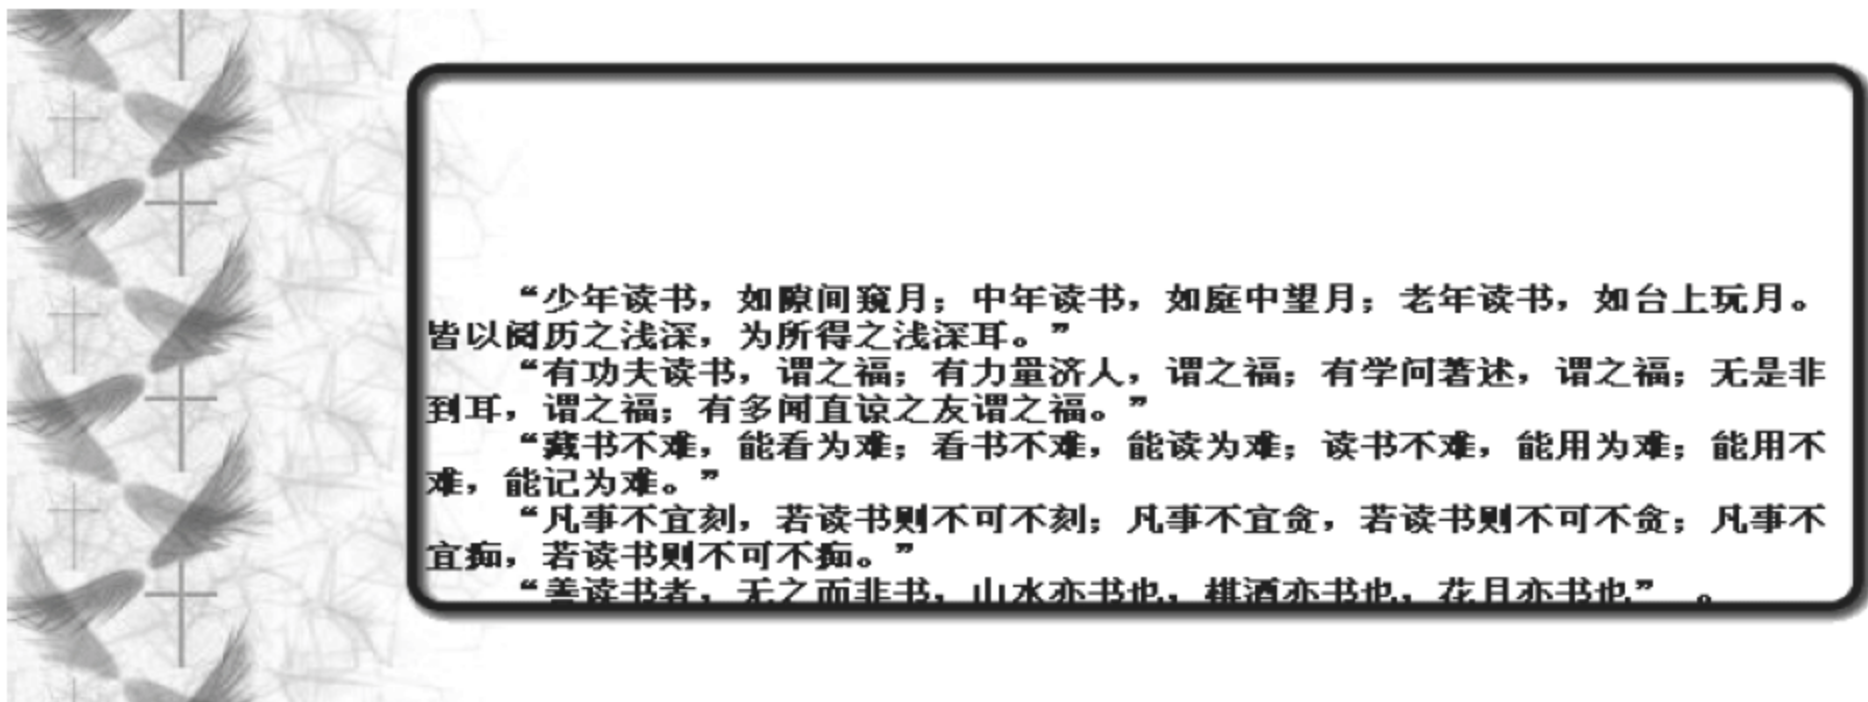 “少年读书，如隙间窥月；中年读书，如庭中望月；老年读书，如台上玩月。
皆以阅历之浅深，为所得之浅深耳。”
“有功夫读书，谓之福；有力量济人，谓之福；有学问著述，谓之福；无是非
到耳，谓之福；有多闻直谅之友谓之福。”
“藏书不难，能看为难；看书不难，能读为难；读书不难，能用为难；能用不
难，能记为难。”
“凡事不宜刻，若读书则不可不刻；凡事不宜贪，若读书则不可不贪；凡事不
宜痴，若读书则不可不痴。”
“善读书者，无之而非书，山水亦书也，棋酒亦书也，花月亦书也” 。